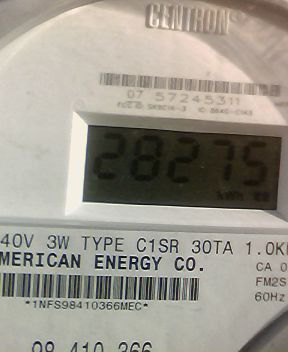 CENTRON®
07 57245311
28275
40V 3W TYPE C1SR 30TA 1.0K
MERICAN ENERGY CO. CA 0
FM2S
60Hz
*1NFS98410366MEC*
98 410 366